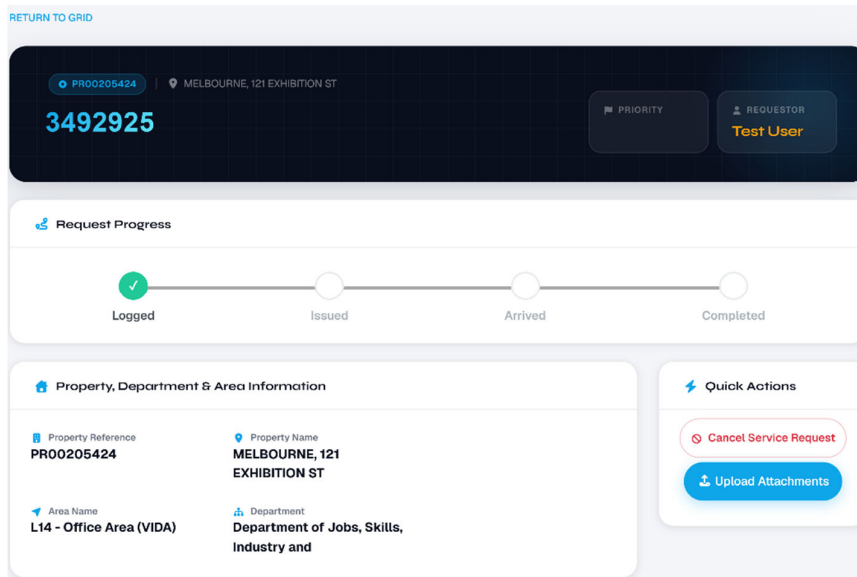 RETURN TO GRID
PR00205424
MELBOURNE, 121 EXHIBITION ST
3492925
PRIORITY
REQUESTOR
Test User
Request Progress
Logged
Issued
Arrived
Completed
Property, Department & Area Information
Property Reference
PR00205424
Property Name
MELBOURNE, 121
EXHIBITION ST
Area Name
L14 - Office Area (VIDA)
Department
Department of Jobs, Skills,
Industry and
Quick Actions
Cancel Service Request
Upload Attachments